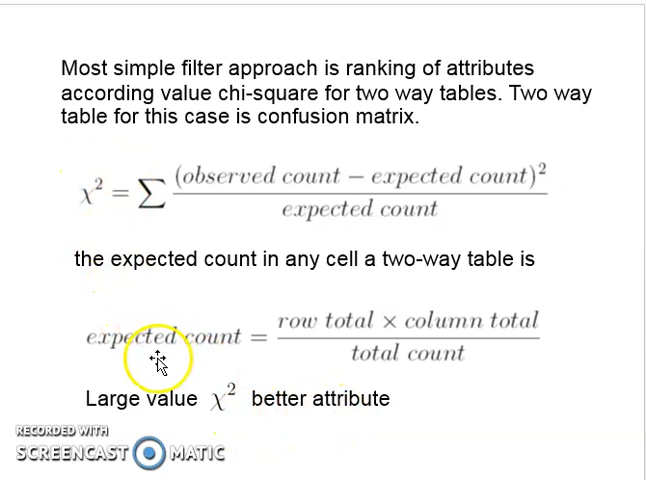 Most simple filter approach is ranking of attributes
according value chi-square for two way tables. Two way
table for this case is confusion matrix.
χ² = ∑ (observed count − expected count)² / expected count
the expected count in any cell a two-way table is
expected count = row total × column total / total count
Large value χ² better attribute
RECORDED WITH
SCREENCAST MATIC